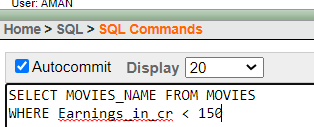 User: AMAN
Home > SQL > SQL Commands
Autocommit Display 20
SELECT MOVIES_NAME FROM MOVIES
WHERE Earnings_in_cr < 150